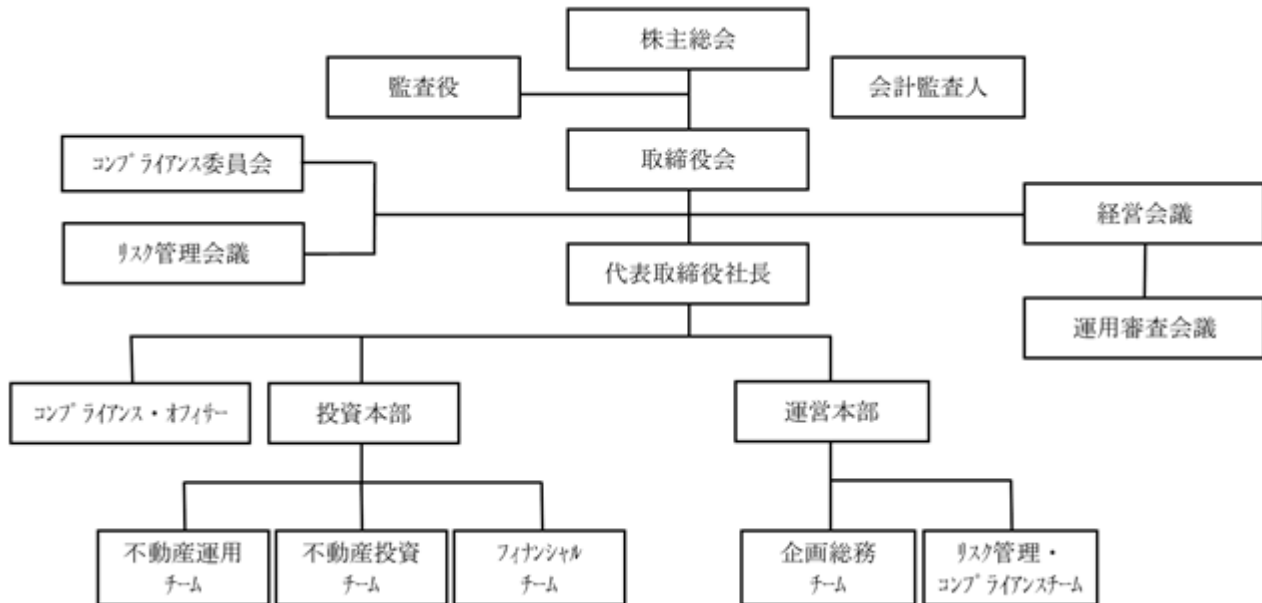 株主総会
監査役
会計監査人
コンプライアンス委員会
取締役会
経営会議
リスク管理会議
代表取締役社長
運用審査会議
コンプライアンス・オフィサー
投資本部
運営本部
不動産運用
チーム
不動産投資
チーム
フィナンシャル
チーム
企画総務
チーム
リスク管理・
コンプライアンスチーム